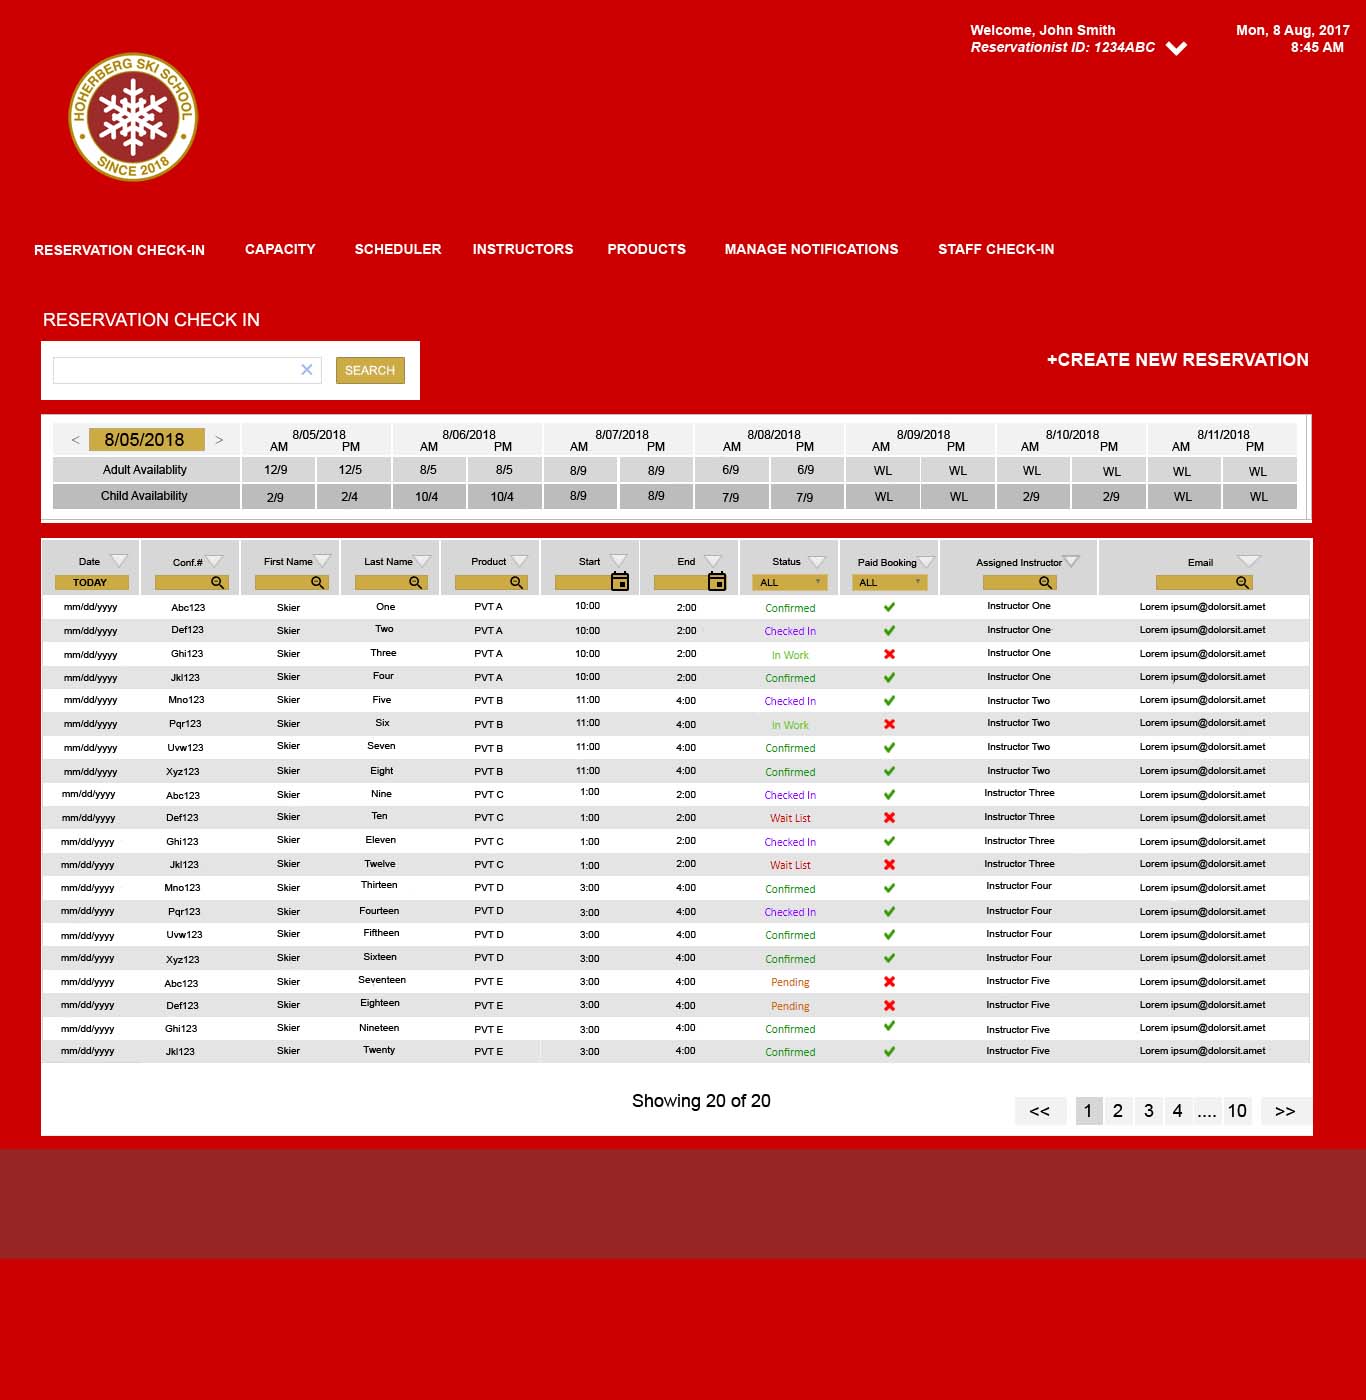 Welcome, John Smith
Reservationist ID: 1234ABC
Mon, 8 Aug, 2017
8:45 AM
HOHERBERG SKI SCHOOL
SINCE 2018
RESERVATION CHECK-IN CAPACITY SCHEDULER INSTRUCTORS PRODUCTS MANAGE NOTIFICATIONS STAFF CHECK-IN
RESERVATION CHECK IN
SEARCH
+CREATE NEW RESERVATION
< 8/05/2018 > 8/05/2018 8/06/2018 8/07/2018 8/08/2018 8/09/2018 8/10/2018 8/11/2018
AM PM AM PM AM PM AM PM AM PM AM PM AM PM
Adult Availablity 12/9 12/5 8/5 8/5 8/9 8/9 6/9 6/9 WL WL WL WL WL WL
Child Availability 2/9 2/4 10/4 10/4 8/9 8/9 7/9 7/9 WL WL 2/9 2/9 WL WL
Date Conf.# First Name Last Name Product Start End Status Paid Booking Assigned Instructor Email
TODAY ALL ALL
mm/dd/yyyy Abc123 Skier One PVT A 10:00 2:00 Confirmed Instructor One Lorem ipsum@dolorsit.amet
mm/dd/yyyy Def123 Skier Two PVT A 10:00 2:00 Checked In Instructor One Lorem ipsum@dolorsit.amet
mm/dd/yyyy Ghi123 Skier Three PVT A 10:00 2:00 In Work Instructor One Lorem ipsum@dolorsit.amet
mm/dd/yyyy Jkl123 Skier Four PVT A 10:00 2:00 Confirmed Instructor One Lorem ipsum@dolorsit.amet
mm/dd/yyyy Mno123 Skier Five PVT B 11:00 4:00 Checked In Instructor Two Lorem ipsum@dolorsit.amet
mm/dd/yyyy Pqr123 Skier Six PVT B 11:00 4:00 In Work Instructor Two Lorem ipsum@dolorsit.amet
mm/dd/yyyy Uvw123 Skier Seven PVT B 11:00 4:00 Confirmed Instructor Two Lorem ipsum@dolorsit.amet
mm/dd/yyyy Xyz123 Skier Eight PVT B 11:00 4:00 Confirmed Instructor Two Lorem ipsum@dolorsit.amet
mm/dd/yyyy Abc123 Skier Nine PVT C 1:00 2:00 Checked In Instructor Three Lorem ipsum@dolorsit.amet
mm/dd/yyyy Def123 Skier Ten PVT C 1:00 2:00 Wait List Instructor Three Lorem ipsum@dolorsit.amet
mm/dd/yyyy Ghi123 Skier Eleven PVT C 1:00 2:00 Checked In Instructor Three Lorem ipsum@dolorsit.amet
mm/dd/yyyy Jkl123 Skier Twelve PVT C 1:00 2:00 Wait List Instructor Three Lorem ipsum@dolorsit.amet
mm/dd/yyyy Mno123 Skier Thirteen PVT D 3:00 4:00 Confirmed Instructor Four Lorem ipsum@dolorsit.amet
mm/dd/yyyy Pqr123 Skier Fourteen PVT D 3:00 4:00 Checked In Instructor Four Lorem ipsum@dolorsit.amet
mm/dd/yyyy Uvw123 Skier Fiftheen PVT D 3:00 4:00 Confirmed Instructor Four Lorem ipsum@dolorsit.amet
mm/dd/yyyy Xyz123 Skier Sixteen PVT D 3:00 4:00 Confirmed Instructor Four Lorem ipsum@dolorsit.amet
mm/dd/yyyy Abc123 Skier Seventeen PVT E 3:00 4:00 Pending Instructor Five Lorem ipsum@dolorsit.amet
mm/dd/yyyy Def123 Skier Eighteen PVT E 3:00 4:00 Pending Instructor Five Lorem ipsum@dolorsit.amet
mm/dd/yyyy Ghi123 Skier Nineteen PVT E 3:00 4:00 Confirmed Instructor Five Lorem ipsum@dolorsit.amet
mm/dd/yyyy Jkl123 Skier Twenty PVT E 3:00 4:00 Confirmed Instructor Five Lorem ipsum@dolorsit.amet
Showing 20 of 20
<< 1 2 3 4 .... 10 >>